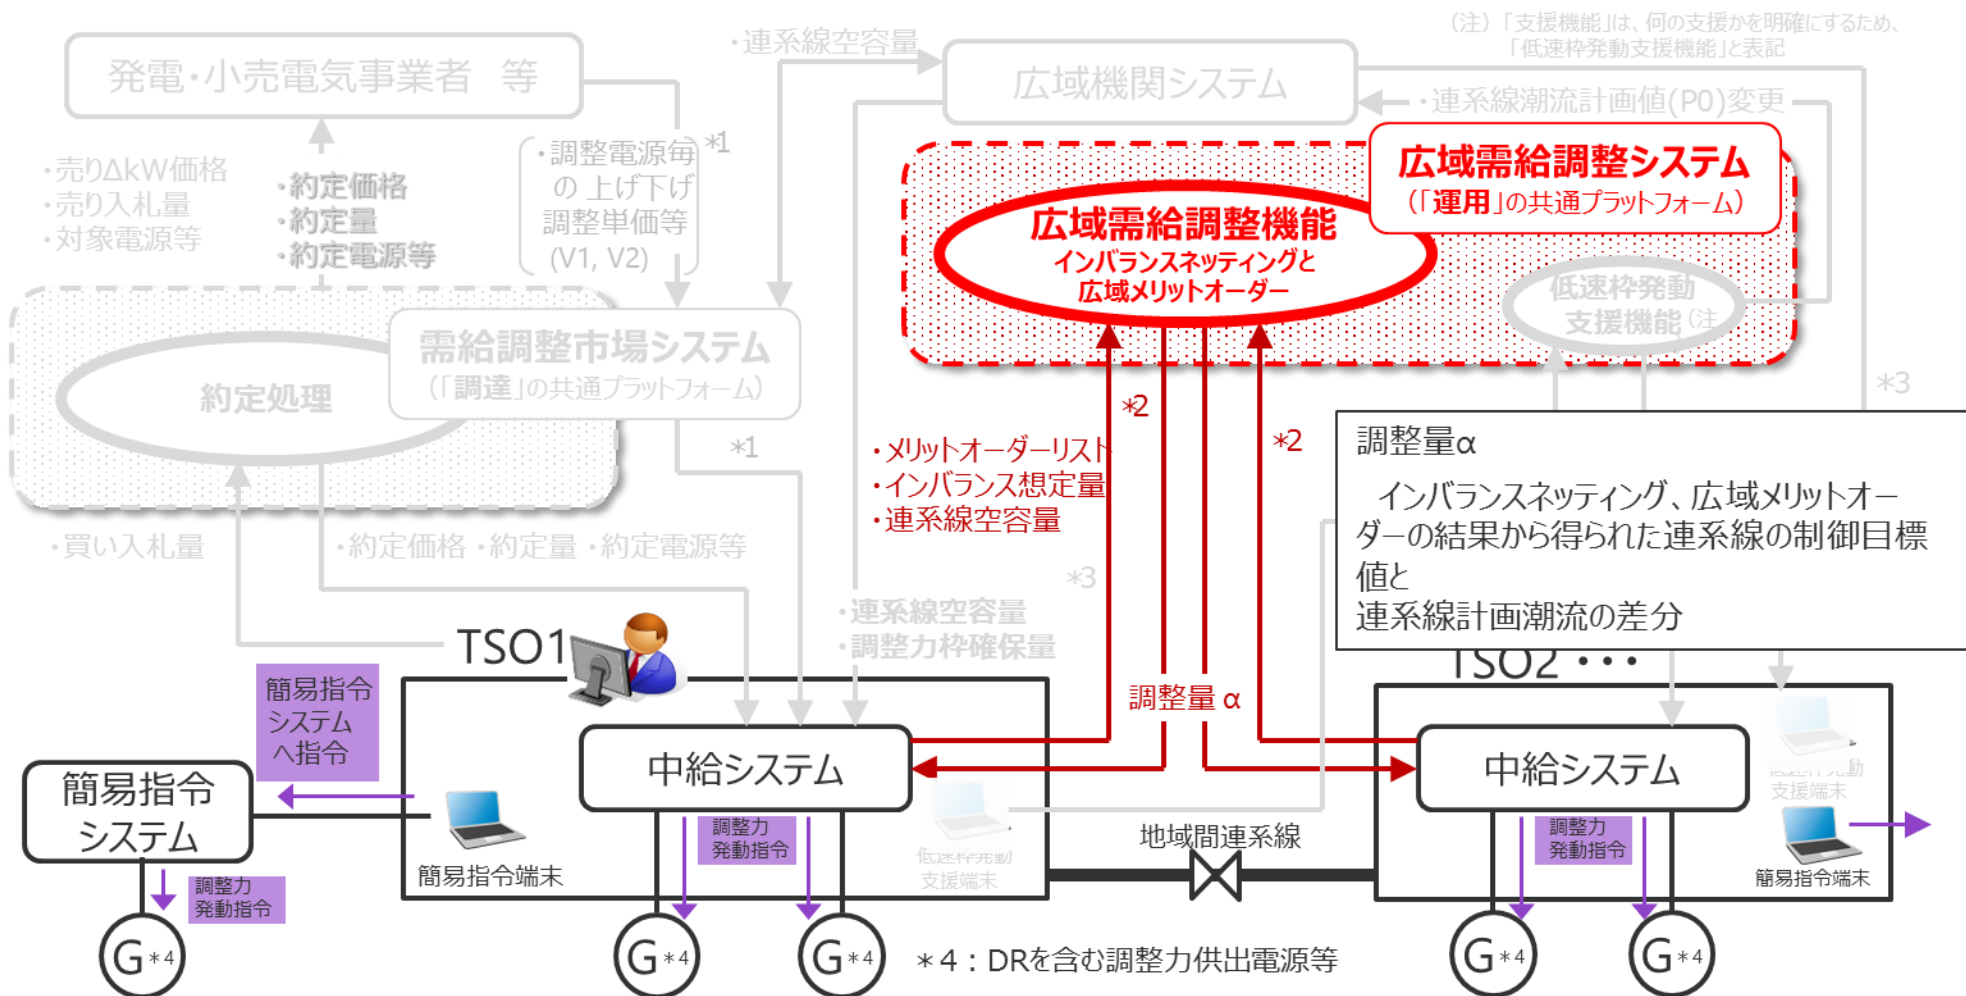 (注)「支援機能」は、何の支援かを明確にするため、
「低速枠発動支援機能」と表記
発電・小売電気事業者 等
・連系線空容量
広域機関システム
・連系線潮流計画値(P0)変更
・売りΔkW価格
・売り入札量
・対象電源等
・約定価格
・約定量
・約定電源等
・調整電源毎
の 上げ下げ
調整単価等
(V1, V2)
*1
広域需給調整システム
(「運用」の共通プラットフォーム)
広域需給調整機能
インバランスネッティングと
広域メリットオーダー
低速枠発動
支援機能(注
需給調整市場システム
(「調達」の共通プラットフォーム)
約定処理
*1
*2
*2
*3
・メリットオーダーリスト
・インバランス想定量
・連系線空容量
調整量α
インバランスネッティング、広域メリットオー
ダーの結果から得られた連系線の制御目標
値と
連系線計画潮流の差分
・買い入札量
・約定価格 ・約定量 ・約定電源等
*3
・連系線空容量
・調整力枠確保量
TSO1
TSO2・・・
簡易指令
システム
へ指令
調整量 α
簡易指令
システム
中給システム
中給システム
低速枠発動
支援端末
調整力
発動指令
調整力
発動指令
地域間連系線
簡易指令端末
低速枠発動
支援端末
簡易指令端末
調整力
発動指令
G*4
G*4
G*4
*4:DRを含む調整力供出電源等
G*4
G*4